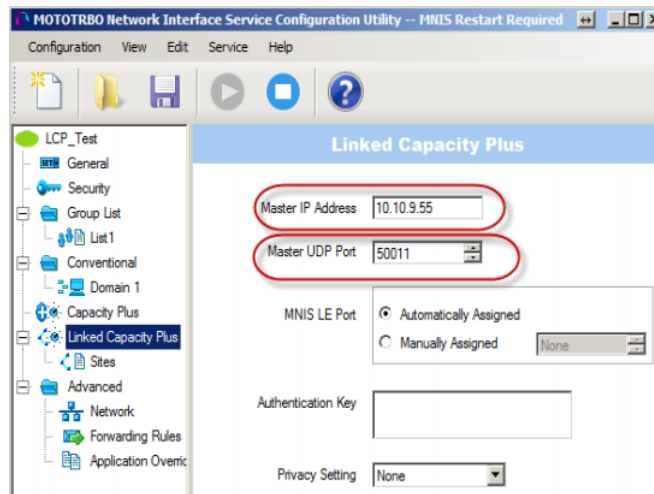 MOTOTRBO Network Interface Service Configuration Utility -- MNIS Restart Required
Configuration View Edit Service Help
LCP_Test
General
Security
Group List
List1
Conventional
Domain 1
Capacity Plus
Linked Capacity Plus
Sites
Advanced
Network
Forwarding Rules
Application Overric
Linked Capacity Plus
Master IP Address 10.10.9.55
Master UDP Port 50011
MNIS LE Port Automatically Assigned
Manually Assigned None
Authentication Key
Privacy Setting None